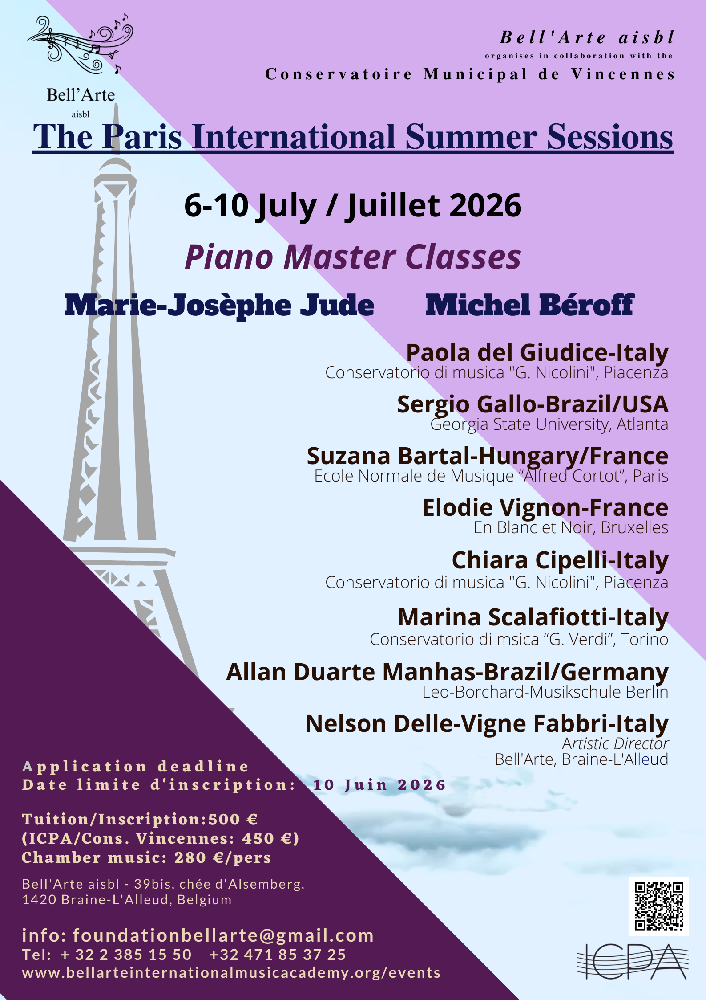 Bell'Arte aisbl
organises in collaboration with the
Conservatoire Municipal de Vincennes
Bell’Arte
aisbl
The Paris International Summer Sessions
6-10 July / Juillet 2026
Piano Master Classes
Marie-Josèphe Jude Michel Béroff
Paola del Giudice-Italy
Conservatorio di musica "G. Nicolini", Piacenza
Sergio Gallo-Brazil/USA
Georgia State University, Atlanta
Suzana Bartal-Hungary/France
Ecole Normale de Musique “Alfred Cortot”, Paris
Elodie Vignon-France
En Blanc et Noir, Bruxelles
Chiara Cipelli-Italy
Conservatorio di musica "G. Nicolini", Piacenza
Marina Scalafiotti-Italy
Conservatorio di msica “G. Verdi”, Torino
Allan Duarte Manhas-Brazil/Germany
Leo-Borchard-Musikschule Berlin
Nelson Delle-Vigne Fabbri-Italy
Artistic Director
Bell'Arte, Braine-L'Alleud
Application deadline
Date limite d'inscription: 10 Juin 2026
Tuition/Inscription:500 €
(ICPA/Cons. Vincennes: 450 €)
Chamber music: 280 €/pers
Bell'Arte aisbl - 39bis, chée d'Alsemberg,
1420 Braine-L'Alleud, Belgium
info: foundationbellarte@gmail.com
Tel: + 32 2 385 15 50 +32 471 85 37 25
www.bellarteinternationalmusicacademy.org/events
ICPA